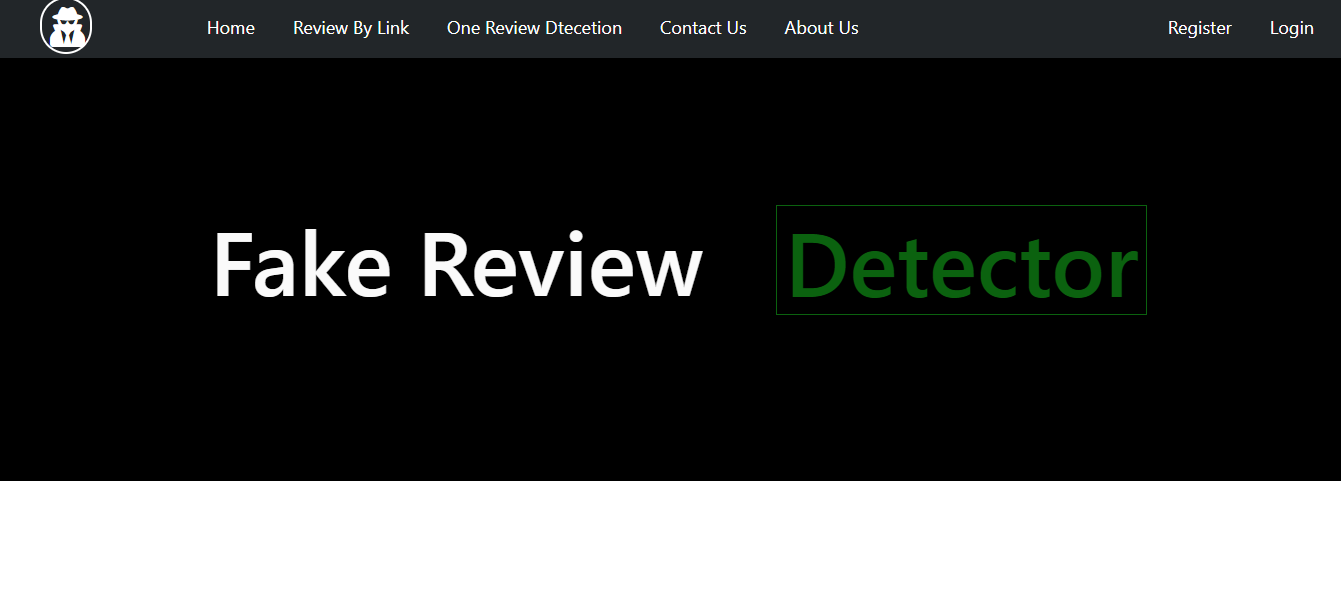 Home Review By Link One Review Dtecetion Contact Us About Us Register Login
Fake Review Detector